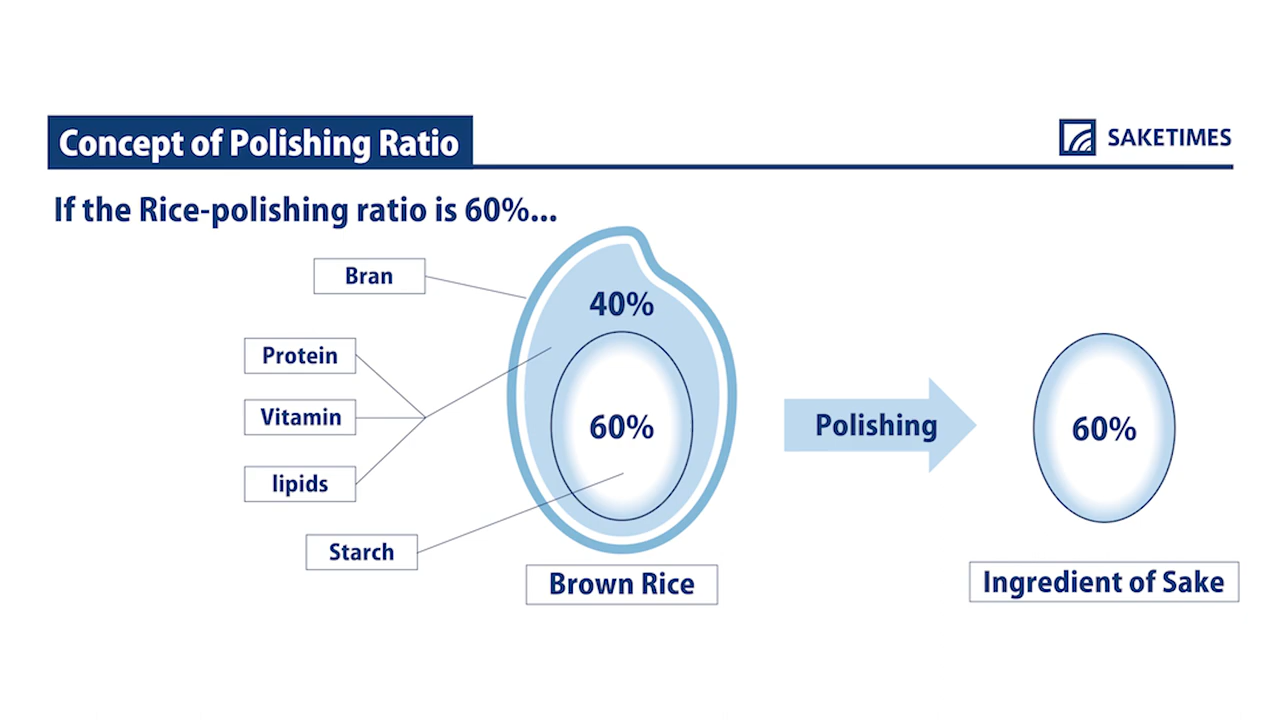 Concept of Polishing Ratio
SAKETIMES
If the Rice-polishing ratio is 60%...
Bran
40%
Protein
Vitamin
60%
Polishing
60%
lipids
Starch
Brown Rice
Ingredient of Sake